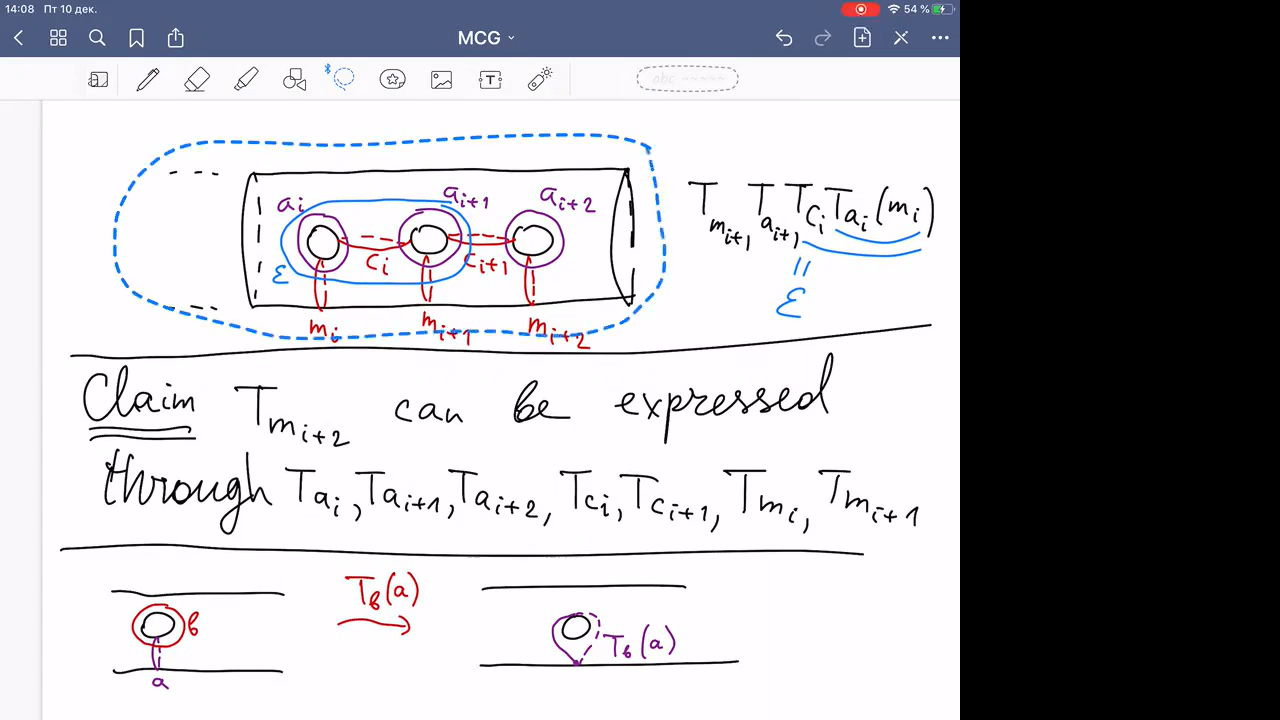 14:08 Пт 10 дек. 54 %
MCG
abc
a_i a_{i+1} a_{i+2}
T_{m_{i+1}} T_{a_{i+1}} T_{c_i} T_{a_i}(m_i)
ε c_i c_{i+1}
= ε
m_i m_{i+1} m_{i+2}
Claim T_{m_{i+2}} can be expressed
through T_{a_i}, T_{a_{i+1}}, T_{a_{i+2}}, T_{c_i}, T_{c_{i+1}}, T_{m_i}, T_{m_{i+1}}
T_b(a)
b T_b(a)
a